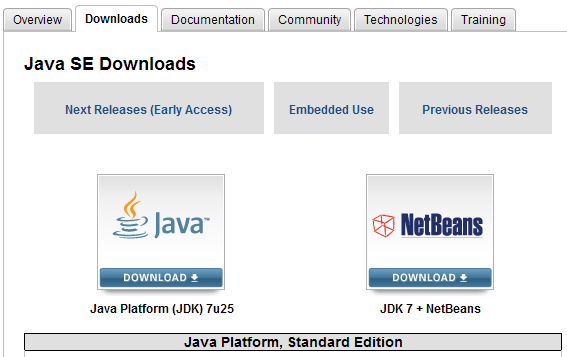 Overview Downloads Documentation Community Technologies Training
Java SE Downloads
Next Releases (Early Access) Embedded Use Previous Releases
Java™ NetBeans
DOWNLOAD DOWNLOAD
Java Platform (JDK) 7u25 JDK 7 + NetBeans
Java Platform, Standard Edition